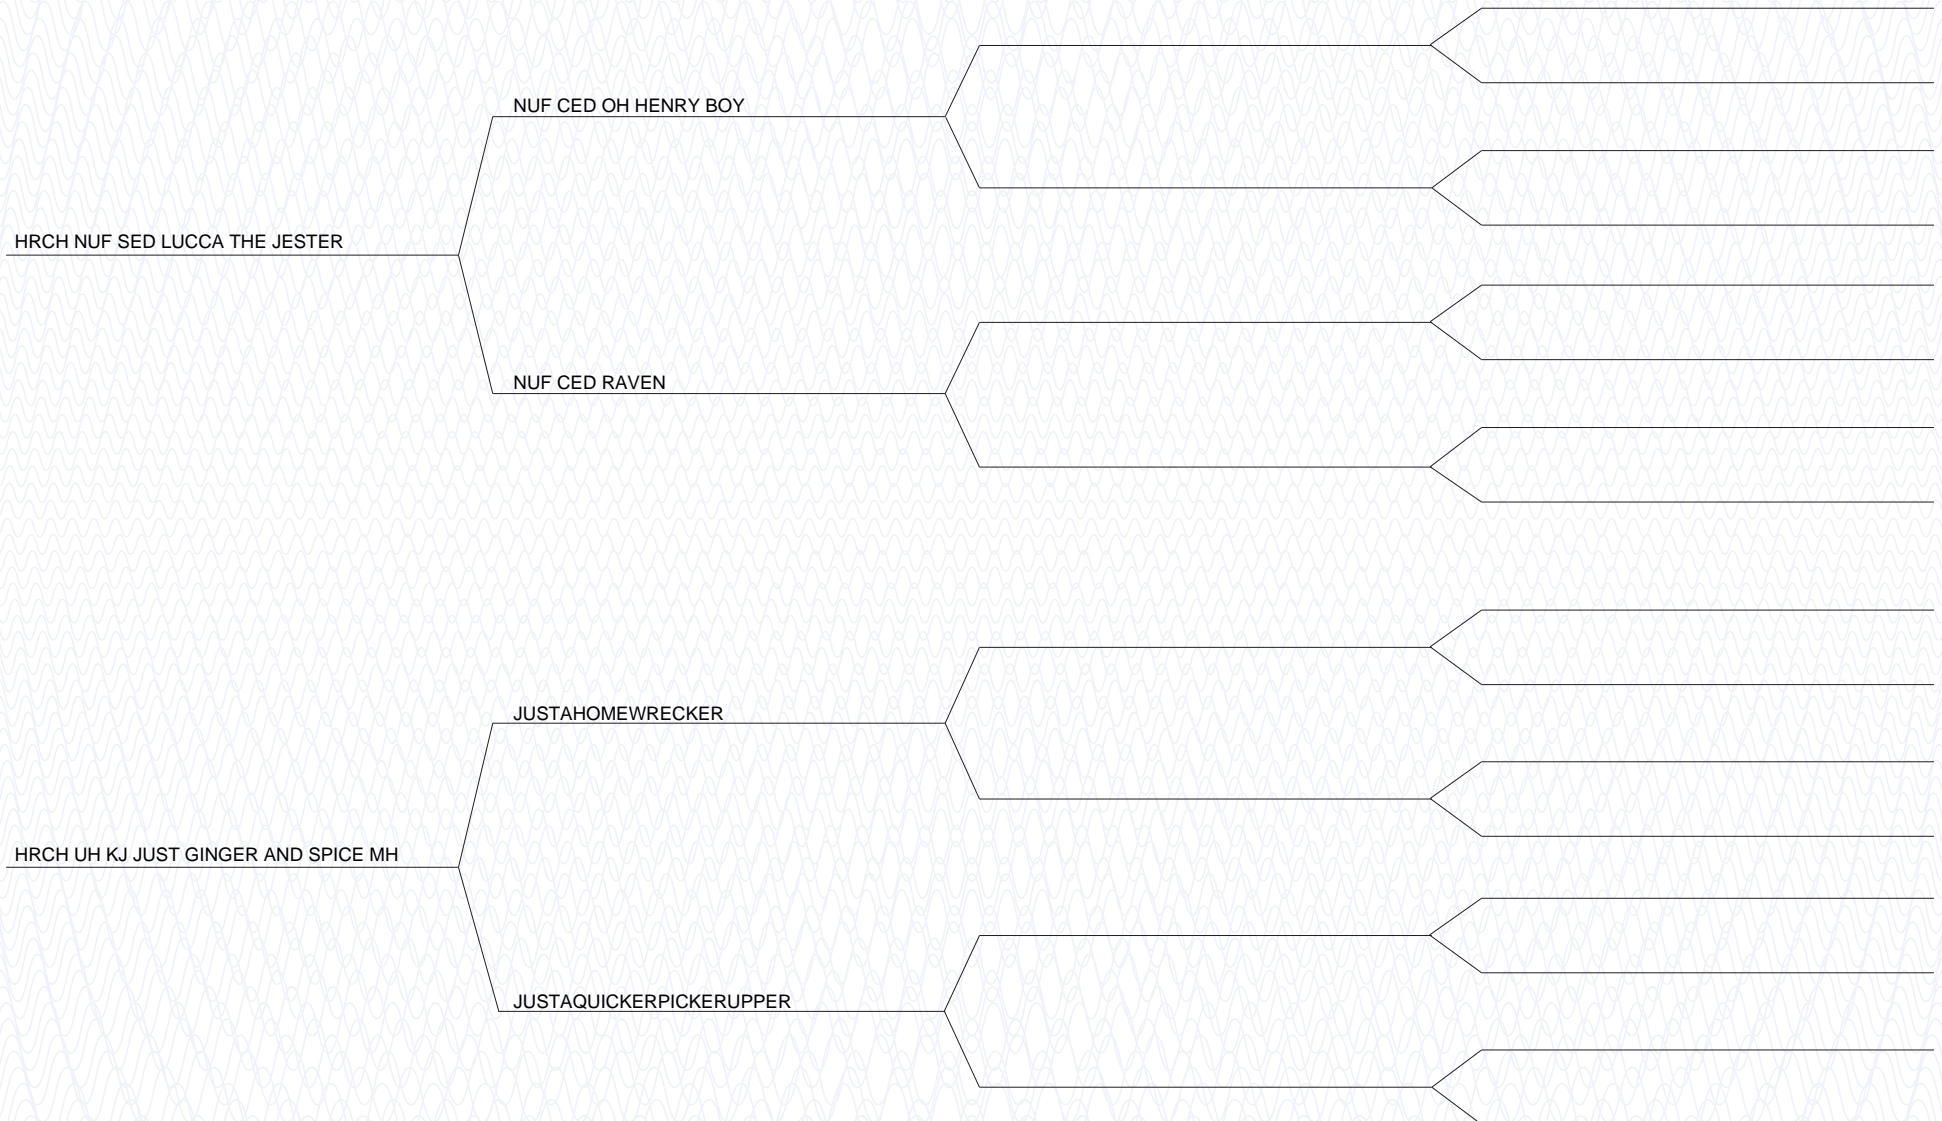 NUF CED OH HENRY BOY
HRCH NUF SED LUCCA THE JESTER
NUF CED RAVEN
JUSTAHOMEWRECKER
HRCH UH KJ JUST GINGER AND SPICE MH
JUSTAQUICKERPICKERUPPER